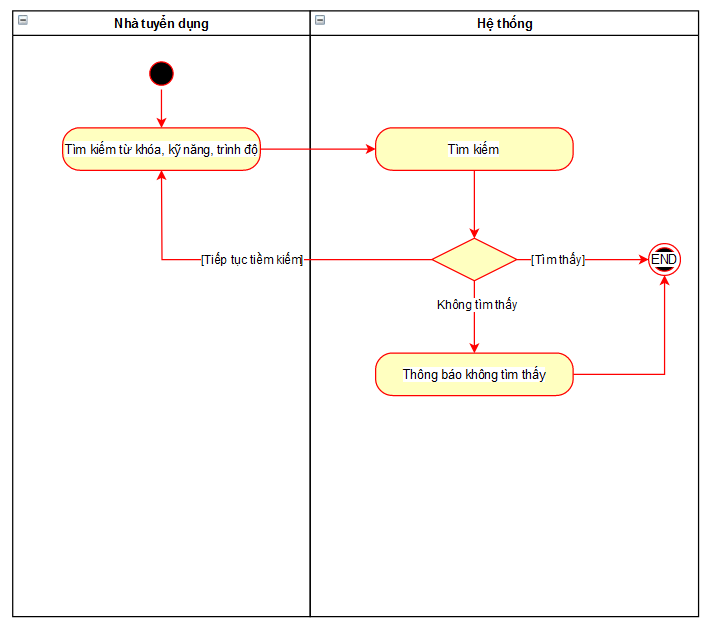 Nhà tuyển dụng
Hệ thống
Tìm kiếm từ khóa, kỹ năng, trình độ
Tìm kiếm
[Tiếp tục tiềm kiếm]
[Tìm thấy]
END
Không tìm thấy
Thông báo không tìm thấy